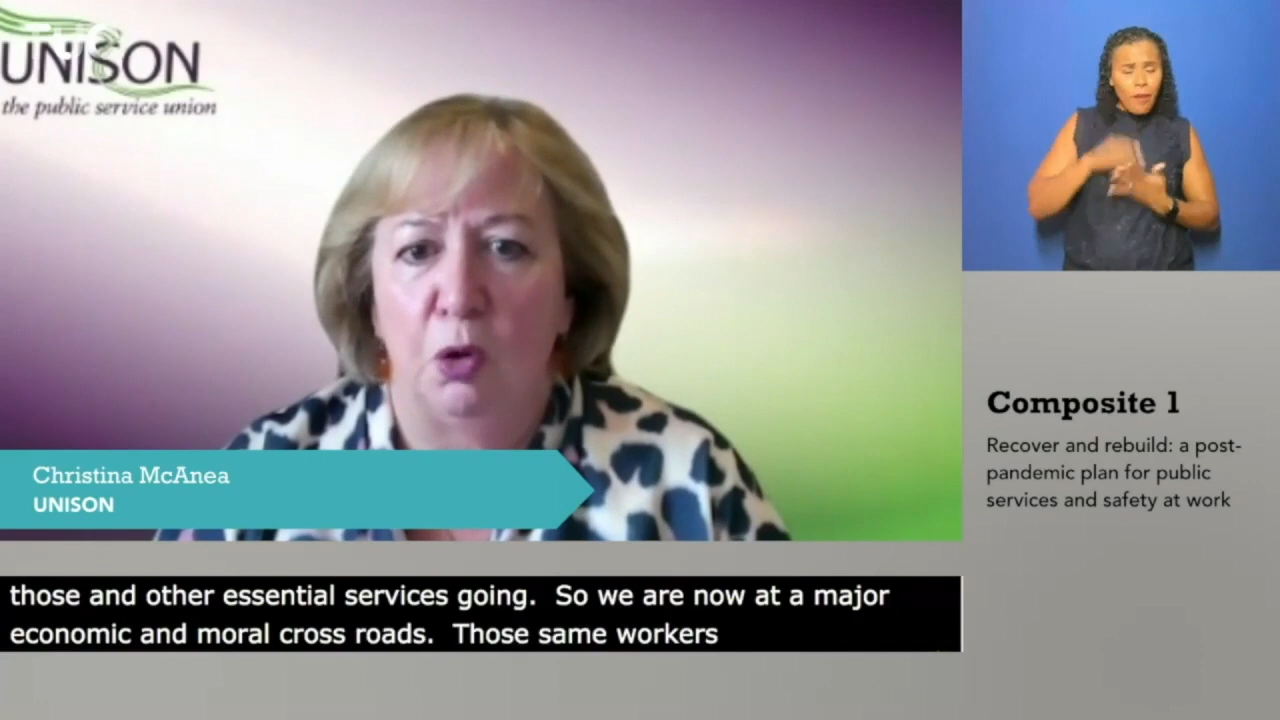 UNISON
the public service union
Christina McAnea
UNISON
Composite 1
Recover and rebuild: a post-
pandemic plan for public
services and safety at work
those and other essential services going.  So we are now at a major
economic and moral cross roads.  Those same workers